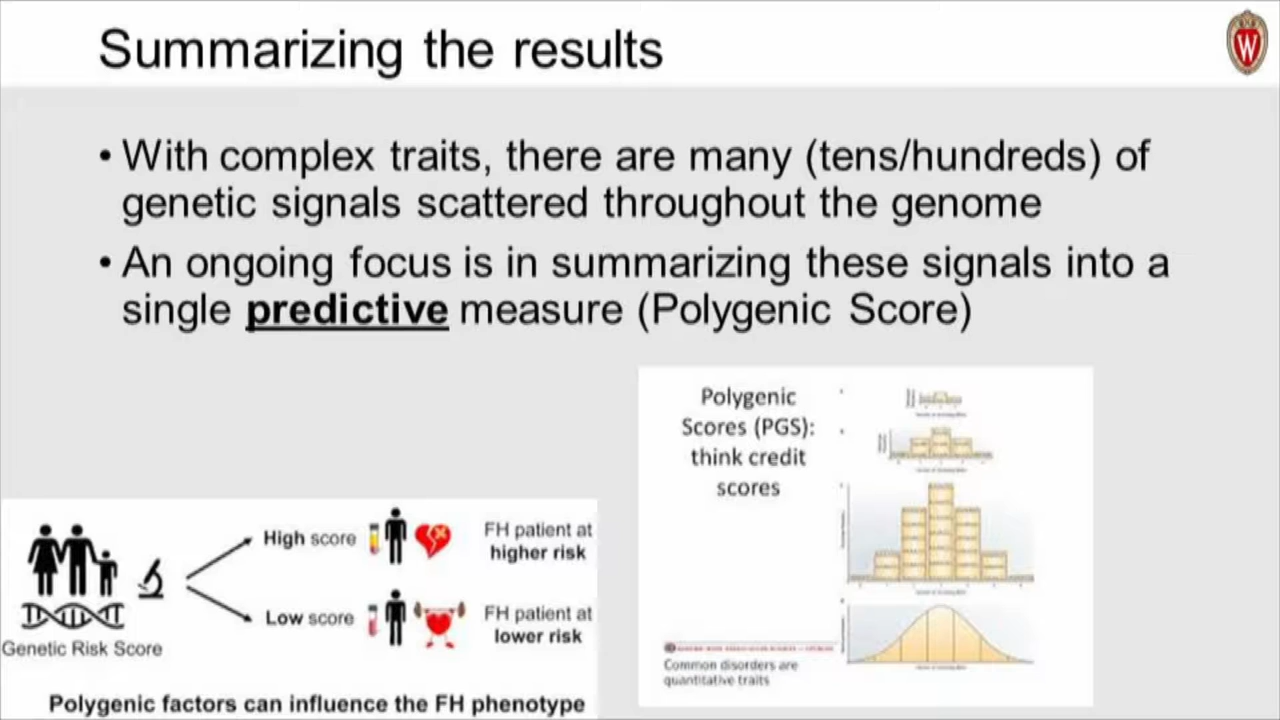 Summarizing the results
W
• With complex traits, there are many (tens/hundreds) of
genetic signals scattered throughout the genome
• An ongoing focus is in summarizing these signals into a
single predictive measure (Polygenic Score)
Genetic Risk Score
High score
FH patient at
higher risk
Low score
FH patient at
lower risk
Polygenic factors can influence the FH phenotype
Polygenic
Scores (PGS):
think credit
scores
Common disorders are
quantitative traits